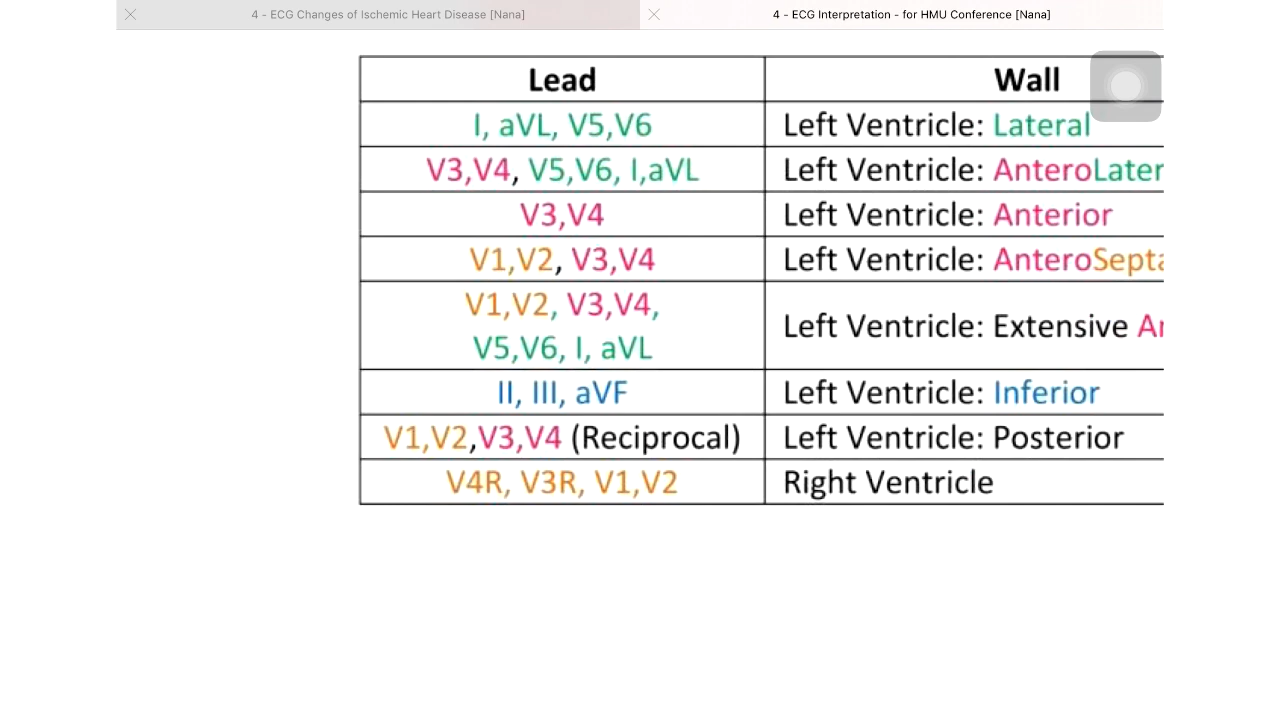 4 - ECG Changes of Ischemic Heart Disease [Nana]
4 - ECG Interpretation - for HMU Conference [Nana]
Lead Wall
I, aVL, V5,V6 Left Ventricle: Lateral
V3,V4, V5,V6, I,aVL Left Ventricle: AnteroLater
V3,V4 Left Ventricle: Anterior
V1,V2, V3,V4 Left Ventricle: AnteroSepta
V1,V2, V3,V4,
V5,V6, I, aVL
Left Ventricle: Extensive
II, III, aVF Left Ventricle: Inferior
V1,V2,V3,V4 (Reciprocal) Left Ventricle: Posterior
V4R, V3R, V1,V2 Right Ventricle